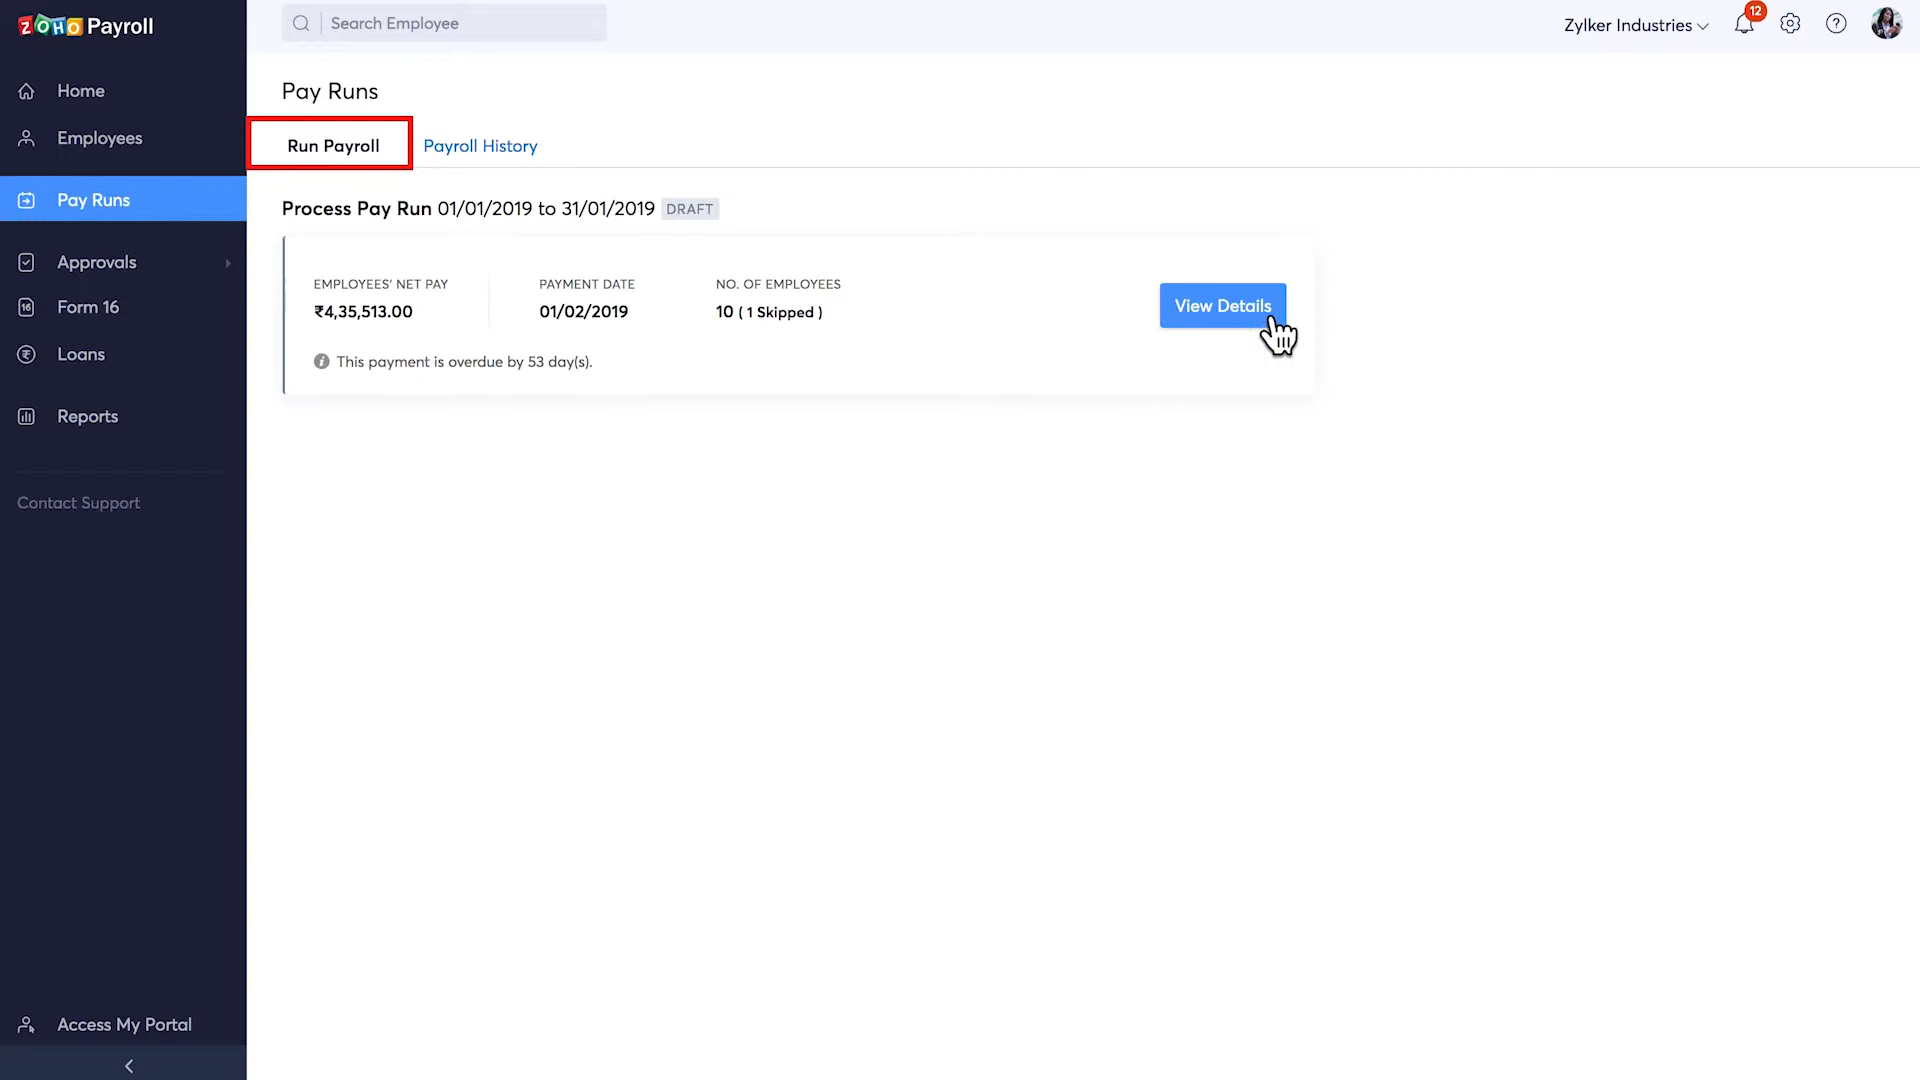 ZOHO Payroll
Search Employee
Zylker Industries
12
Home
Employees
Pay Runs
Approvals
16
Form 16
Loans
Reports
Contact Support
Access My Portal
Pay Runs
Run Payroll
Payroll History
Process Pay Run 01/01/2019 to 31/01/2019 DRAFT
EMPLOYEES' NET PAY
₹4,35,513.00
PAYMENT DATE
01/02/2019
NO. OF EMPLOYEES
10 ( 1 Skipped )
This payment is overdue by 53 day(s).
View Details